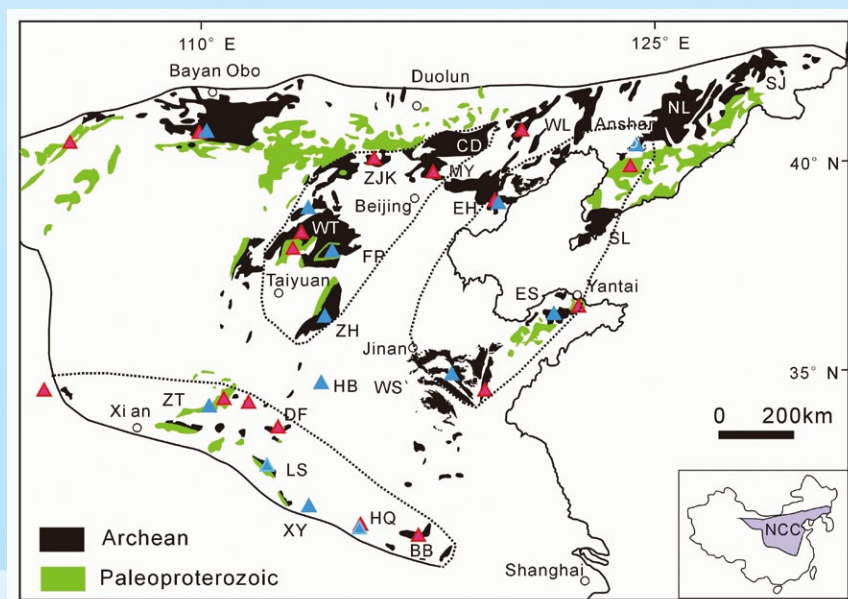 110° E
125° E
Bayan Obo
Duolun
SJ
NL
WL
Anshan
CD
40° N
ZJK
MY
Beijing
EH
WT
SL
FP
Taiyuan
ES
Yantai
ZH
Jinan
35° N
HB
WS
ZT
Xi an
DF
0 200km
LS
XY
HQ
BB
NCC
Archean
Paleoproterozoic
Shanghai